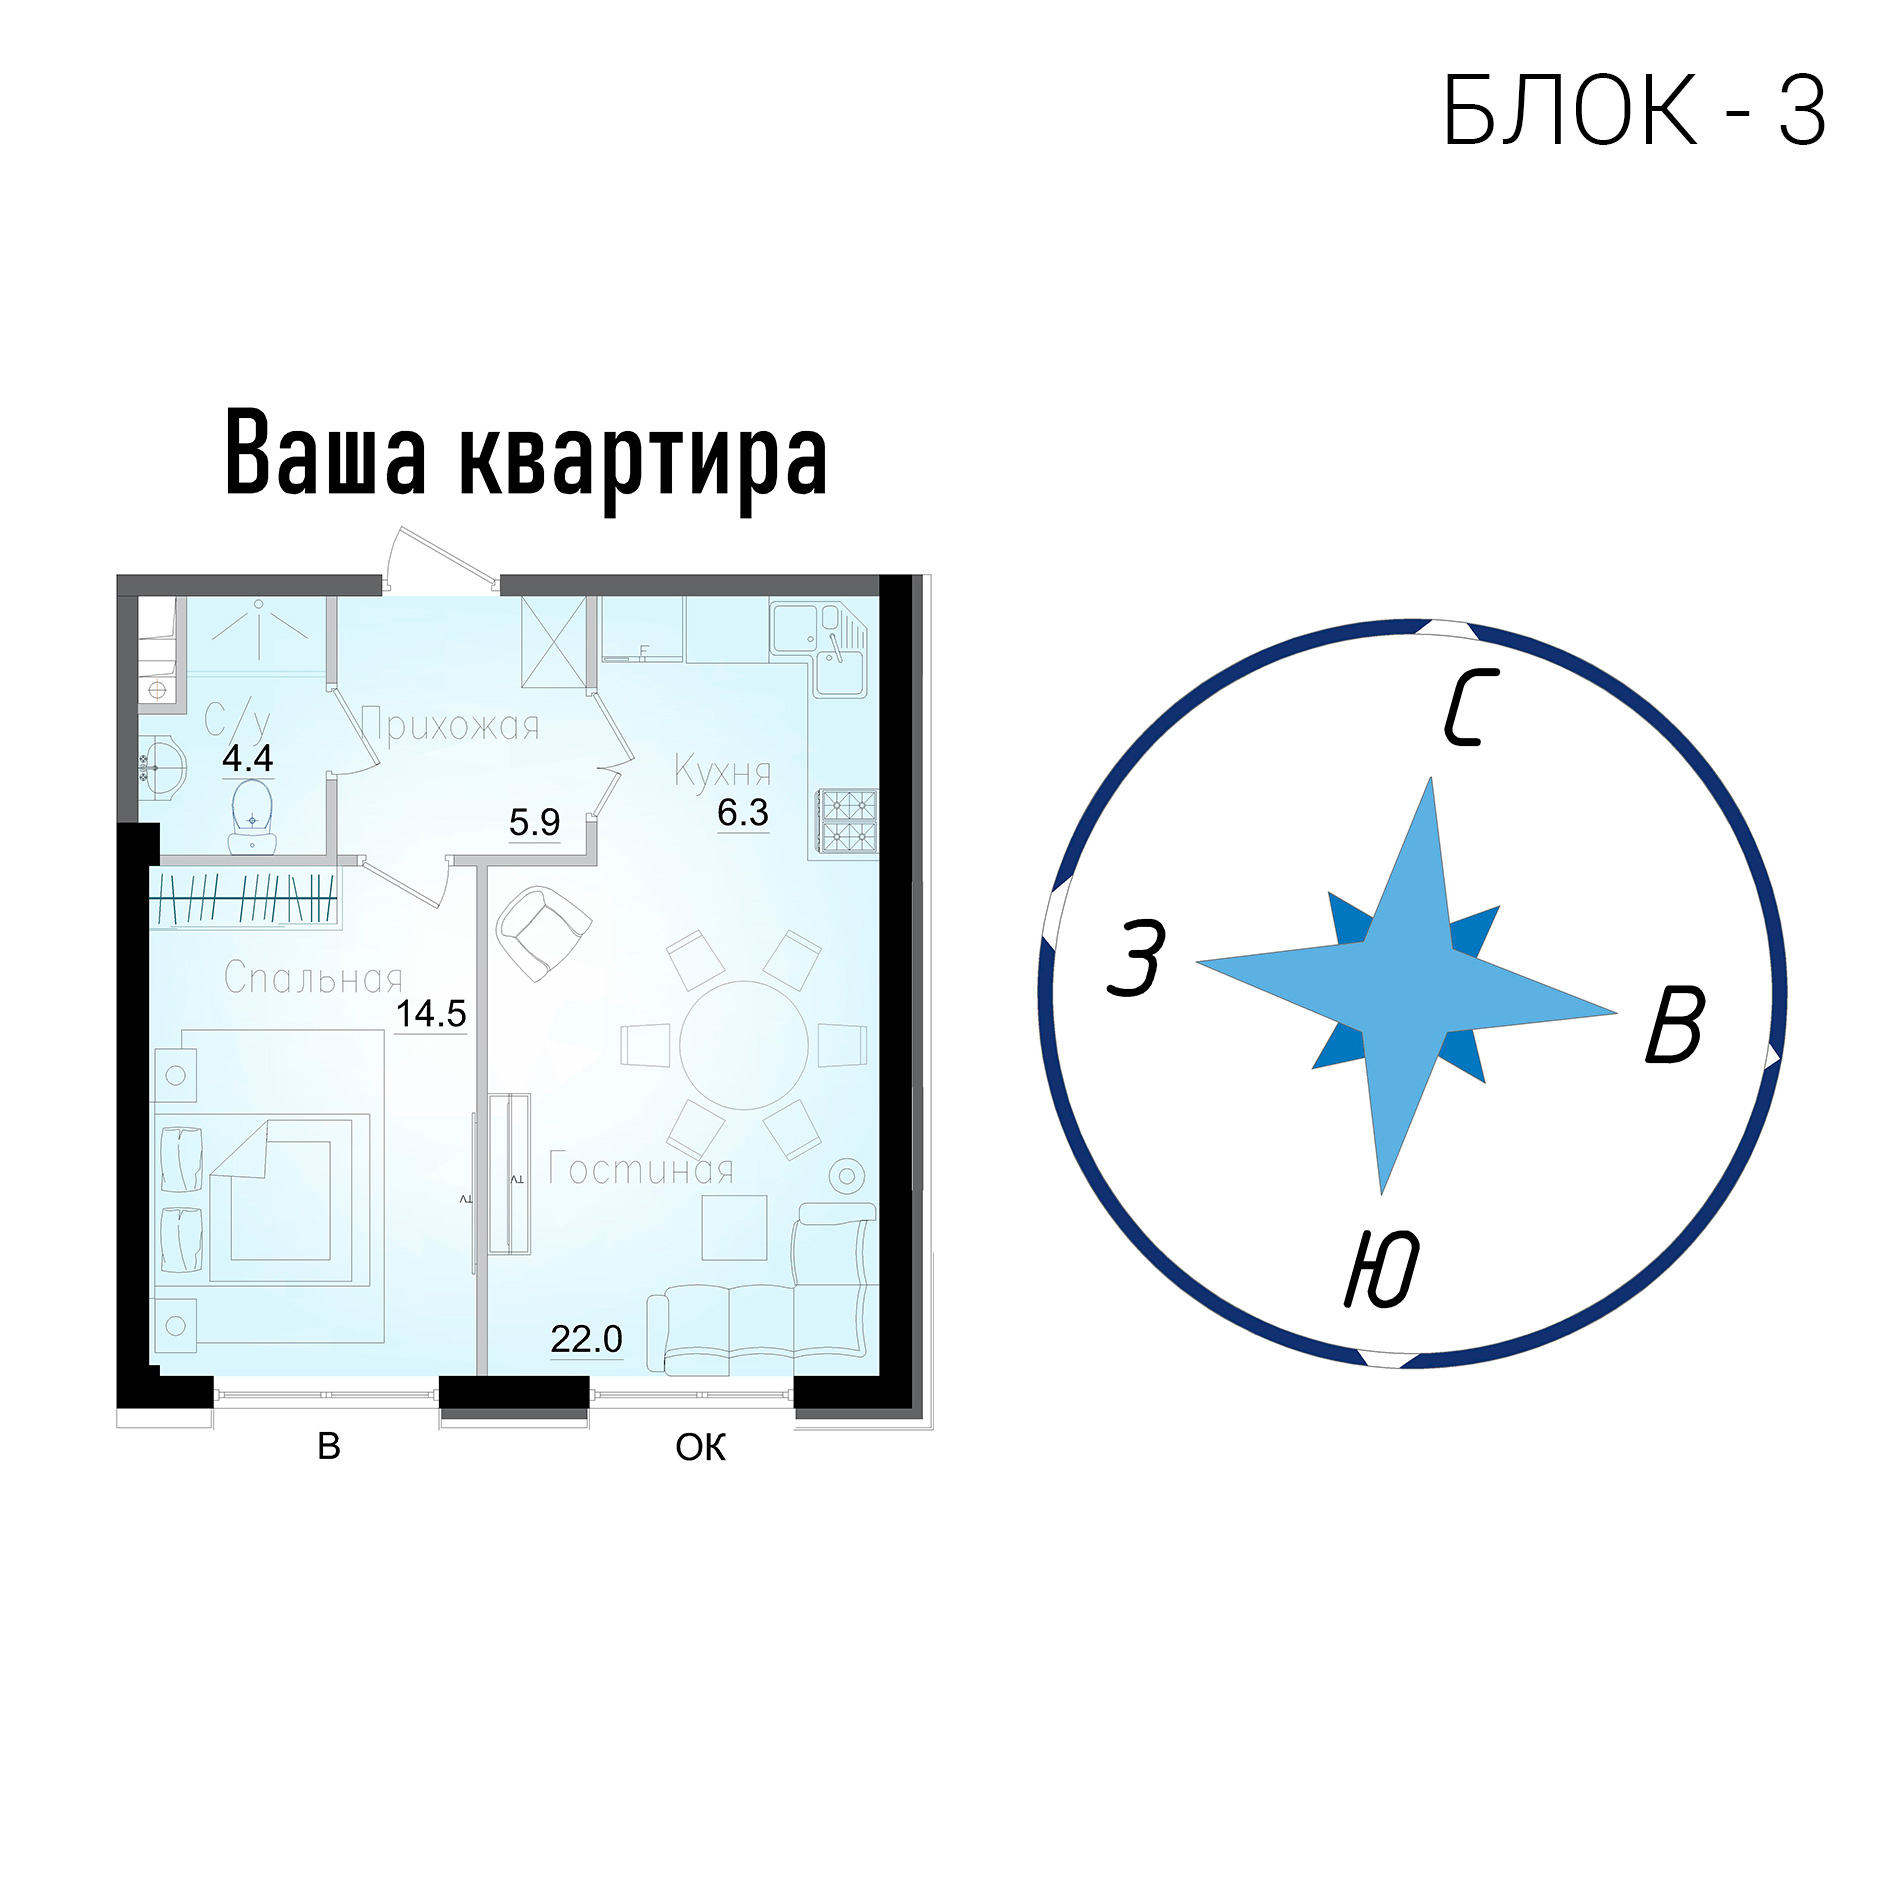 БЛОК - 3
Ваша квартира
С/у
4.4
Прихожая
5.9
Кухня
6.3
F
Спальная
14.5
TV
TV
Гостиная
22.0
В
ОК
С
З
В
Ю